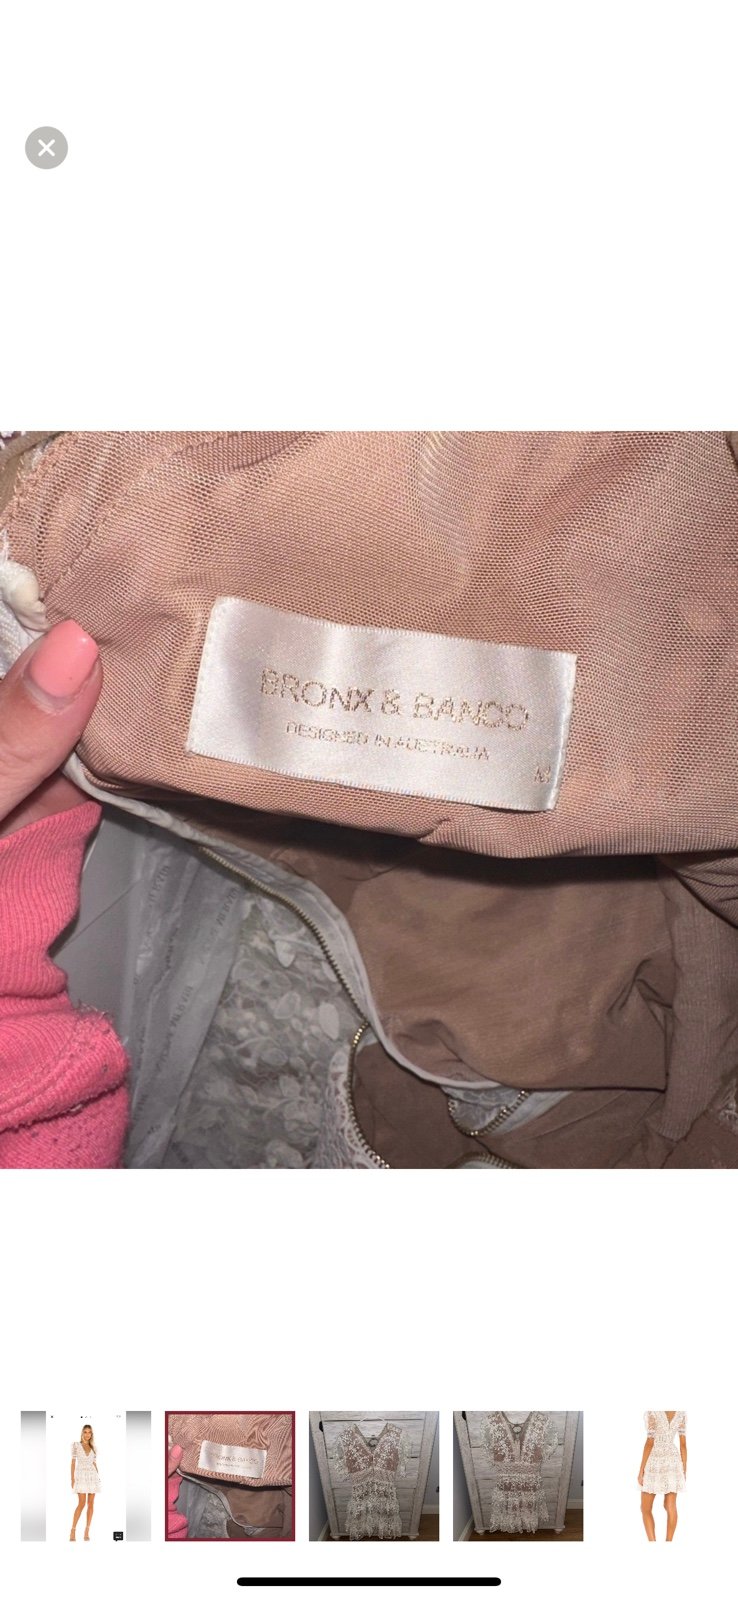 BRONX & BANCO
DESIGNED IN AUSTRALIA
M